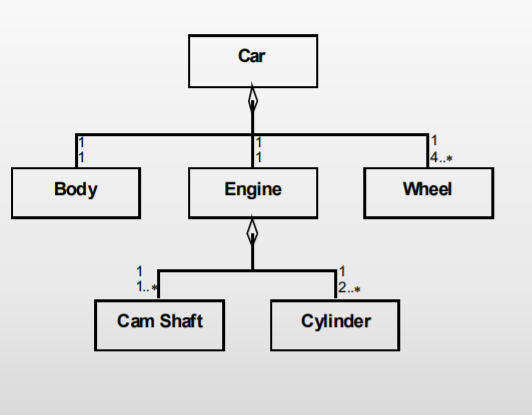 Car
1 1 1
1 1 4..*
Body Engine Wheel
1 1
1..* 2..*
Cam Shaft Cylinder